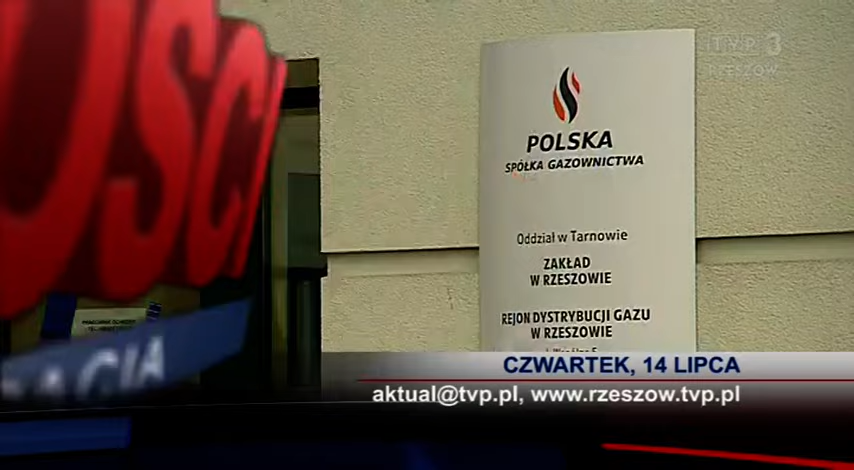 TVP 3
RZESZÓW
POLSKA
SPÓŁKA GAZOWNICTWA
Oddział w Tarnowie
ZAKŁAD
W RZESZOWIE
REJON DYSTRYBUCJI GAZU
W RZESZOWIE
OŚCI
CZWARTEK, 14 LIPCA
aktual@tvp.pl, www.rzeszow.tvp.pl